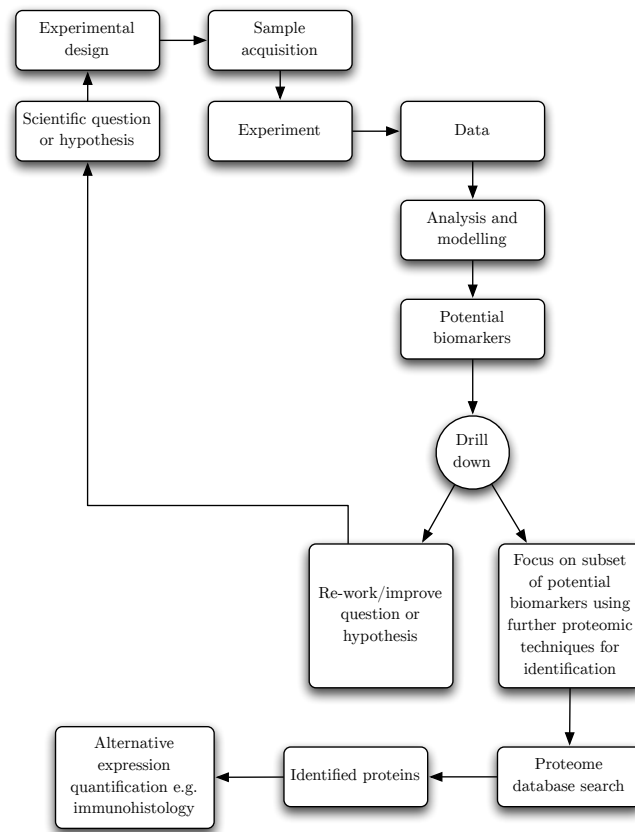 Experimental
design
Sample
acquisition
Scientific question
or hypothesis
Experiment
Data
Analysis and
modelling
Potential
biomarkers
Drill
down
Re-work/improve
question or
hypothesis
Focus on subset
of potential
biomarkers using
further proteomic
techniques for
identification
Proteome
database search
Identified proteins
Alternative
expression
quantification e.g.
immunohistology